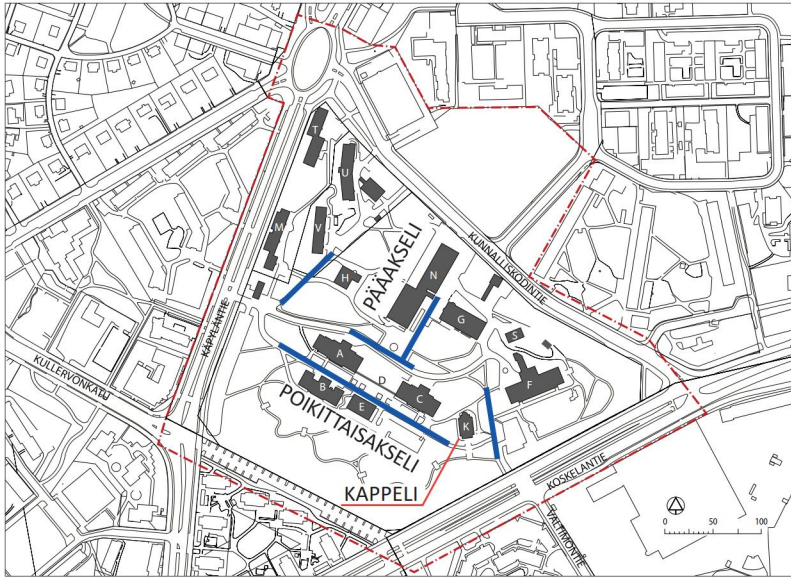 T
U
M
V
H
PÄÄAKSELI
N
KUNNALLISKODINTIE
G
S
KÄPYLÄNTIE
A
D
F
KULLERVONKATU
B
E
C
K
POIKITTAISAKSELI
KOSKELANTIE
KAPPELI
VALTIMONTIE
0 50 100